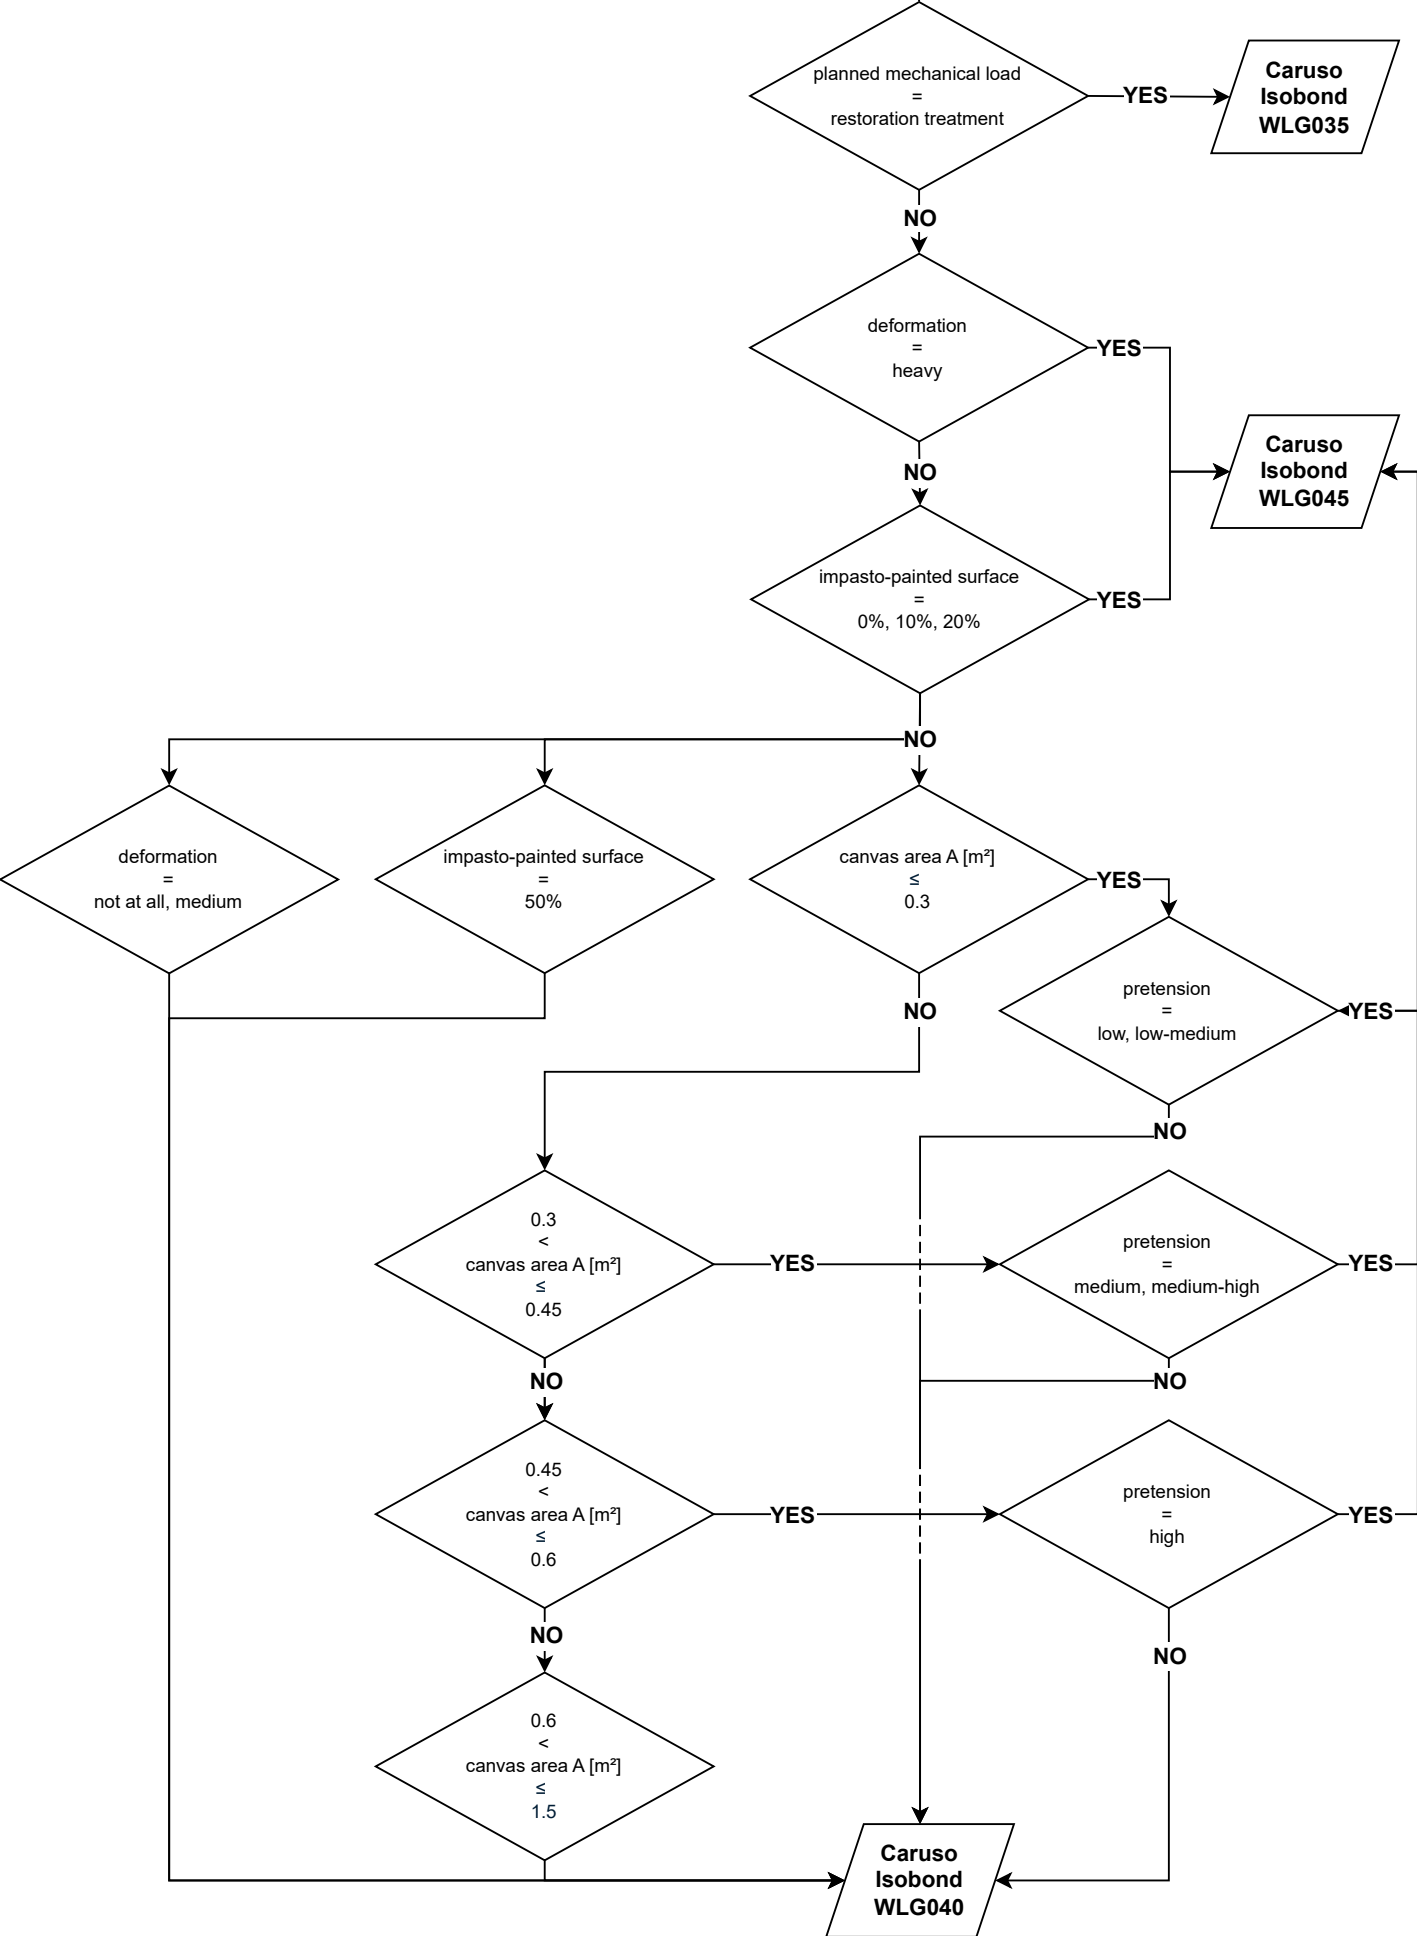 planned mechanical load
=
restoration treatment
YES
Caruso
Isobond
WLG035
NO
deformation
=
heavy
YES
Caruso
Isobond
WLG045
NO
impasto-painted surface
=
0%, 10%, 20%
YES
NO
deformation
=
not at all, medium
impasto-painted surface
=
50%
canvas area A [m²]
≤
0.3
YES
NO
pretension
=
low, low-medium
YES
NO
0.3
<
canvas area A [m²]
≤
0.45
YES
pretension
=
medium, medium-high
YES
NO
NO
0.45
<
canvas area A [m²]
≤
0.6
YES
pretension
=
high
YES
NO
NO
0.6
<
canvas area A [m²]
≤
1.5
Caruso
Isobond
WLG040